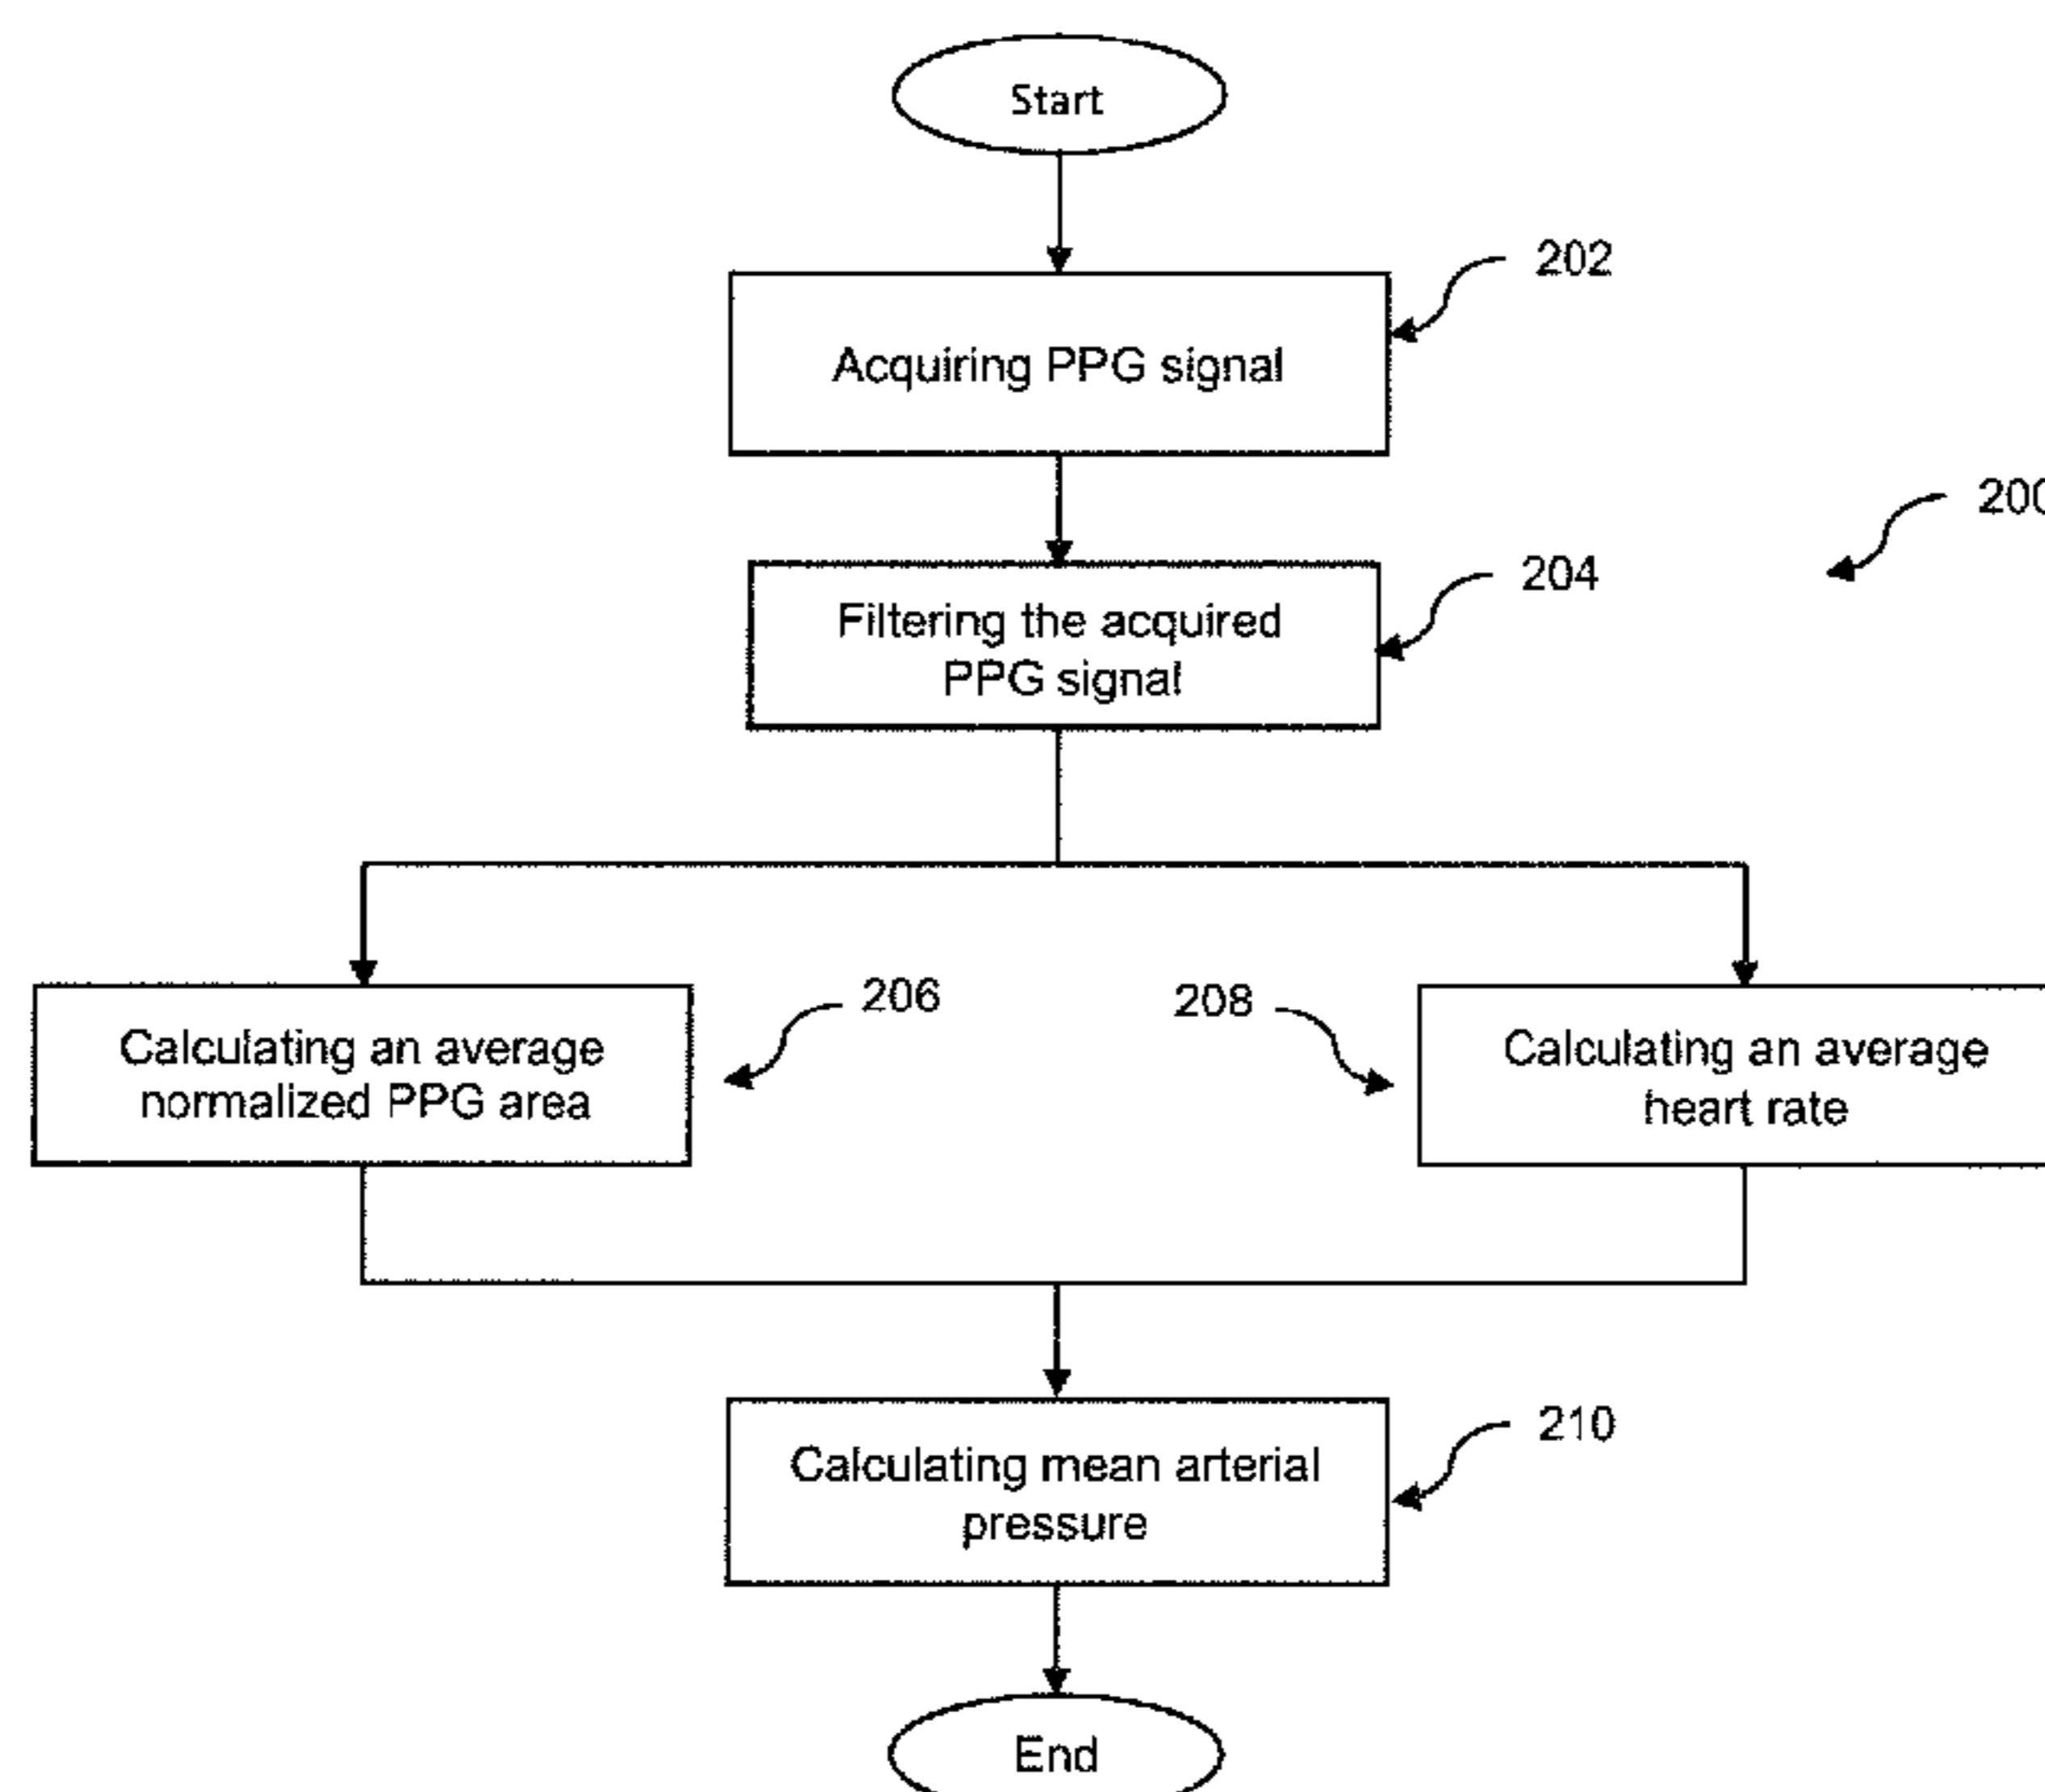 Start
202
Acquiring PPG signal
200
204
Filtering the acquired
PPG signal
206
208
Calculating an average
normalized PPG area
Calculating an average
heart rate
210
Calculating mean arterial
pressure
End